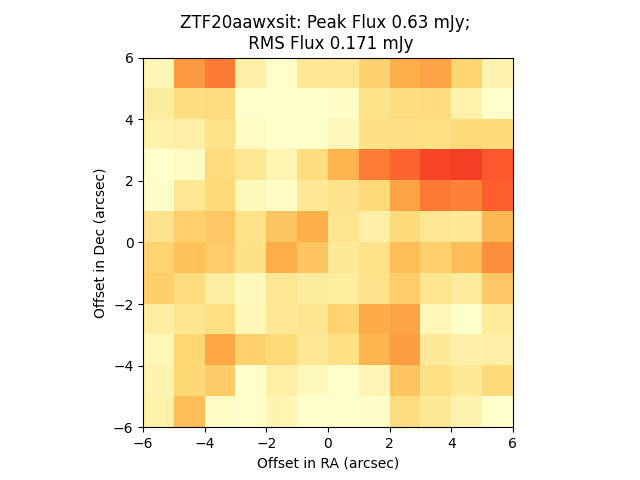 ZTF20aawxsit: Peak Flux 0.63 mJy;
RMS Flux 0.171 mJy
6
4
2
0
−2
−4
−6
Offset in Dec (arcsec)
−6 −4 −2 0 2 4 6
Offset in RA (arcsec)